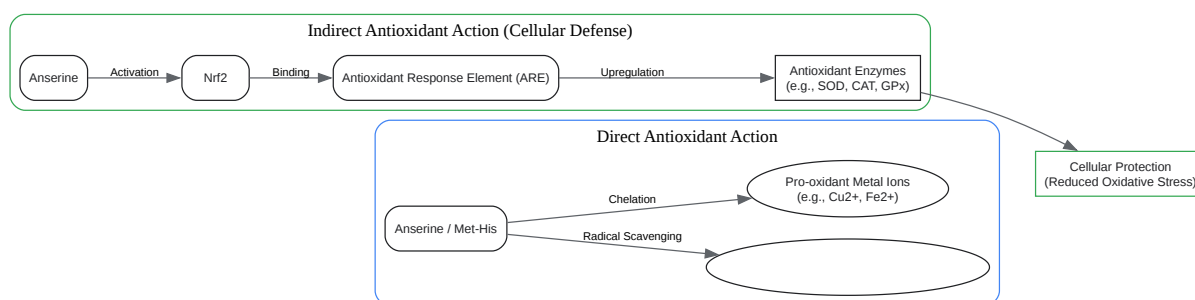 Indirect Antioxidant Action (Cellular Defense)
Anserine
Activation
Nrf2
Binding
Antioxidant Response Element (ARE)
Upregulation
Antioxidant Enzymes
(e.g., SOD, CAT, GPx)
Cellular Protection
(Reduced Oxidative Stress)
Direct Antioxidant Action
Anserine / Met-His
Chelation
Pro-oxidant Metal Ions
(e.g., Cu2+, Fe2+)
Radical Scavenging